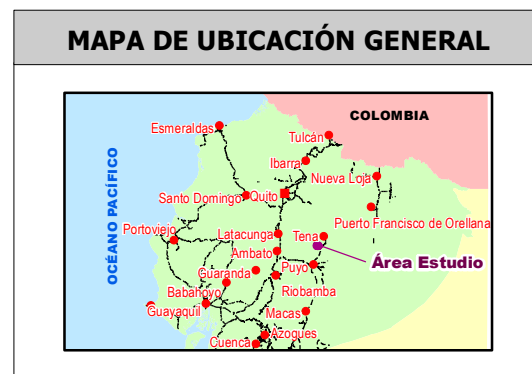 MAPA DE UBICACIÓN GENERAL
COLOMBIA
Esmeraldas
Tulcán
Ibarra
Nueva Loja
OCÉANO PACÍFICO
Santo Domingo
Quito
Puerto Francisco de Orellana
Portoviejo
Latacunga
Tena
Ambato
Área Estudio
Guaranda
Puyo
Babahoyo
Riobamba
Guayaquil
Macas
Azogues
Cuenca